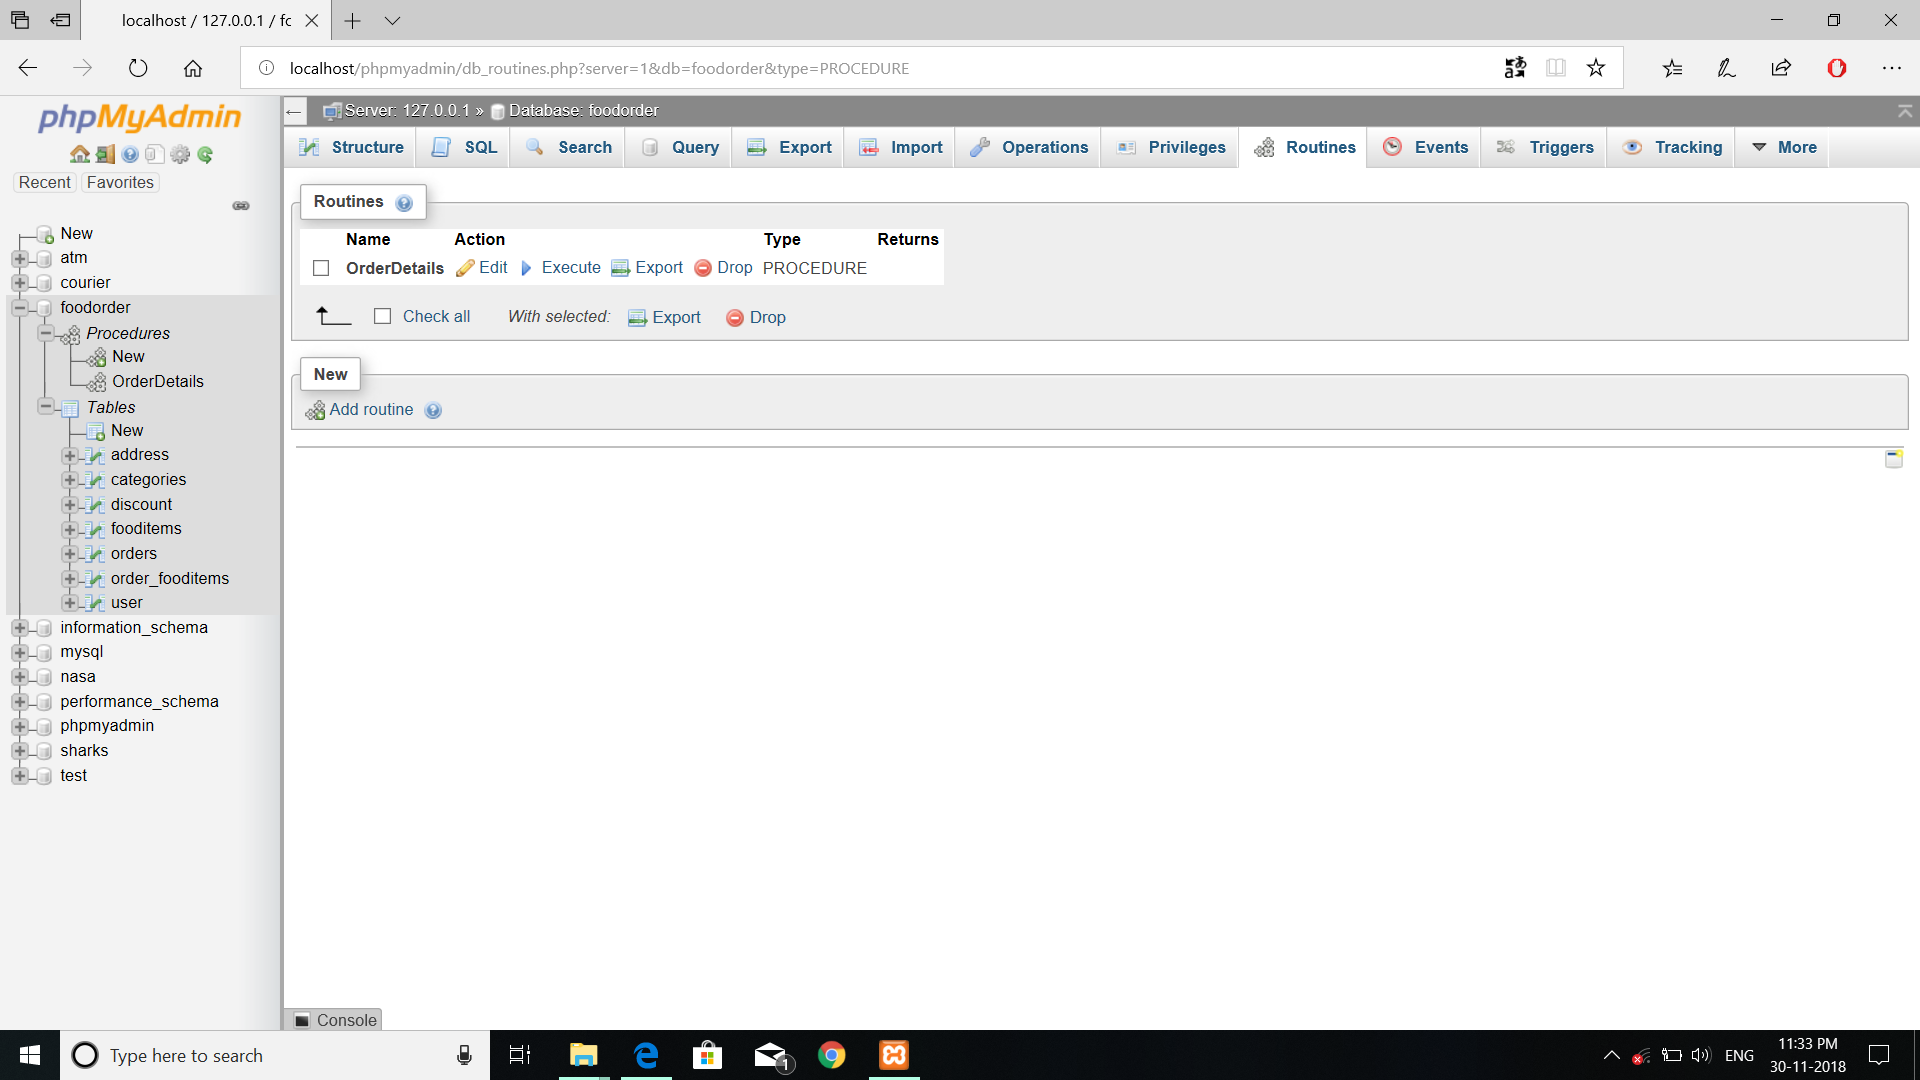 localhost / 127.0.0.1 / fc
localhost/phpmyadmin/db_routines.php?server=1&db=foodorder&type=PROCEDURE
phpMyAdmin
Recent Favorites
New
atm
courier
foodorder
Procedures
New
OrderDetails
Tables
New
address
categories
discount
fooditems
orders
order_fooditems
user
information_schema
mysql
nasa
performance_schema
phpmyadmin
sharks
test
Server: 127.0.0.1 » Database: foodorder
Structure SQL Search Query Export Import Operations Privileges Routines Events Triggers Tracking More
Routines
Name Action Type Returns
OrderDetails Edit Execute Export Drop PROCEDURE
Check all With selected: Export Drop
New
Add routine
Console
Type here to search
1
ENG
11:33 PM
30-11-2018